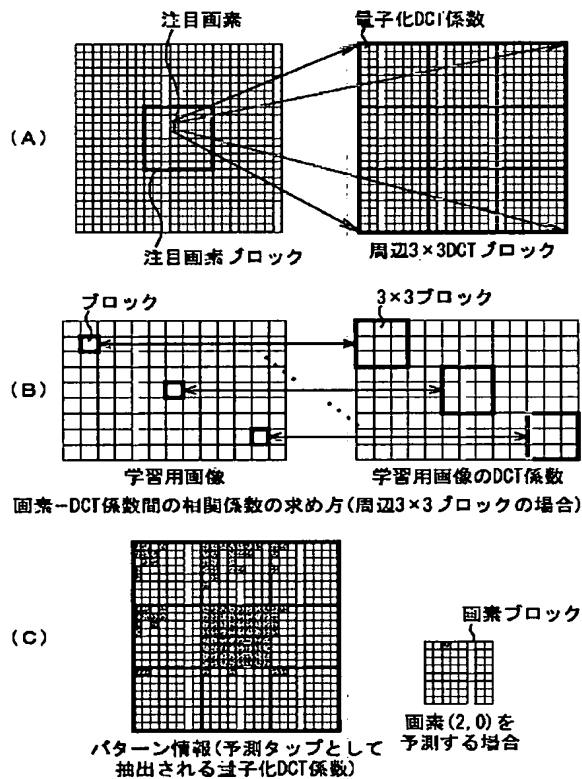 注目画素
量子化DCT係数
(A)
注目画素ブロック
周辺3×3DCTブロック
ブロック
3×3ブロック
(B)
学習用画像
学習用画像のDCT係数
画素−DCT係数間の相関係数の求め方(周辺3×3ブロックの場合)
(C)
画素ブロック
パターン情報(予測タップとして
抽出される量子化DCT係数)
画素(2,0)を
予測する場合